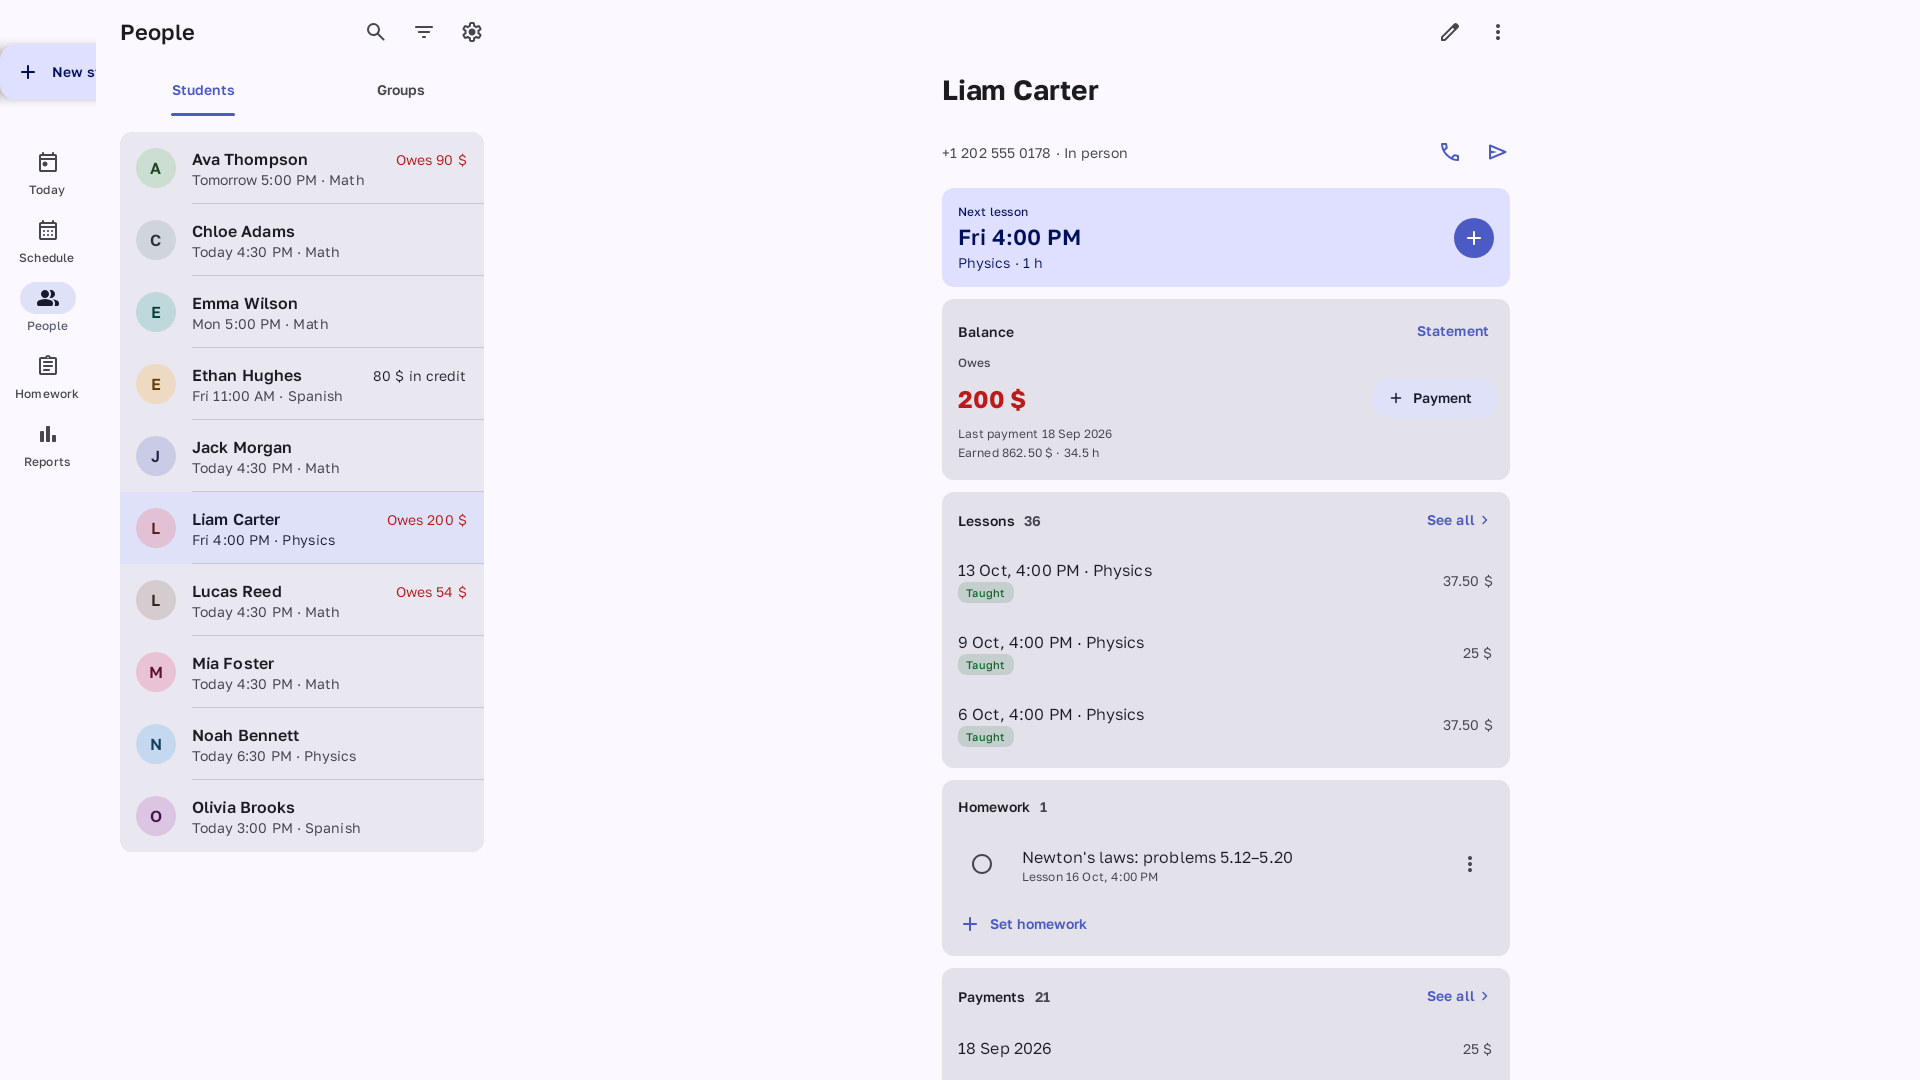 New s
Today
Schedule
People
Homework
Reports
People
Students
Groups
A
Ava Thompson
Owes 90 $
Tomorrow 5:00 PM · Math
C
Chloe Adams
Today 4:30 PM · Math
E
Emma Wilson
Mon 5:00 PM · Math
E
Ethan Hughes
80 $ in credit
Fri 11:00 AM · Spanish
J
Jack Morgan
Today 4:30 PM · Math
L
Liam Carter
Owes 200 $
Fri 4:00 PM · Physics
L
Lucas Reed
Owes 54 $
Today 4:30 PM · Math
M
Mia Foster
Today 4:30 PM · Math
N
Noah Bennett
Today 6:30 PM · Physics
O
Olivia Brooks
Today 3:00 PM · Spanish
Liam Carter
+1 202 555 0178 · In person
Next lesson
Fri 4:00 PM
Physics · 1 h
Balance
Statement
Owes
200 $
Payment
Last payment 18 Sep 2026
Earned 862.50 $ · 34.5 h
Lessons 36
See all
13 Oct, 4:00 PM · Physics
Taught
37.50 $
9 Oct, 4:00 PM · Physics
Taught
25 $
6 Oct, 4:00 PM · Physics
Taught
37.50 $
Homework 1
Newton's laws: problems 5.12–5.20
Lesson 16 Oct, 4:00 PM
Set homework
Payments 21
See all
18 Sep 2026
25 $